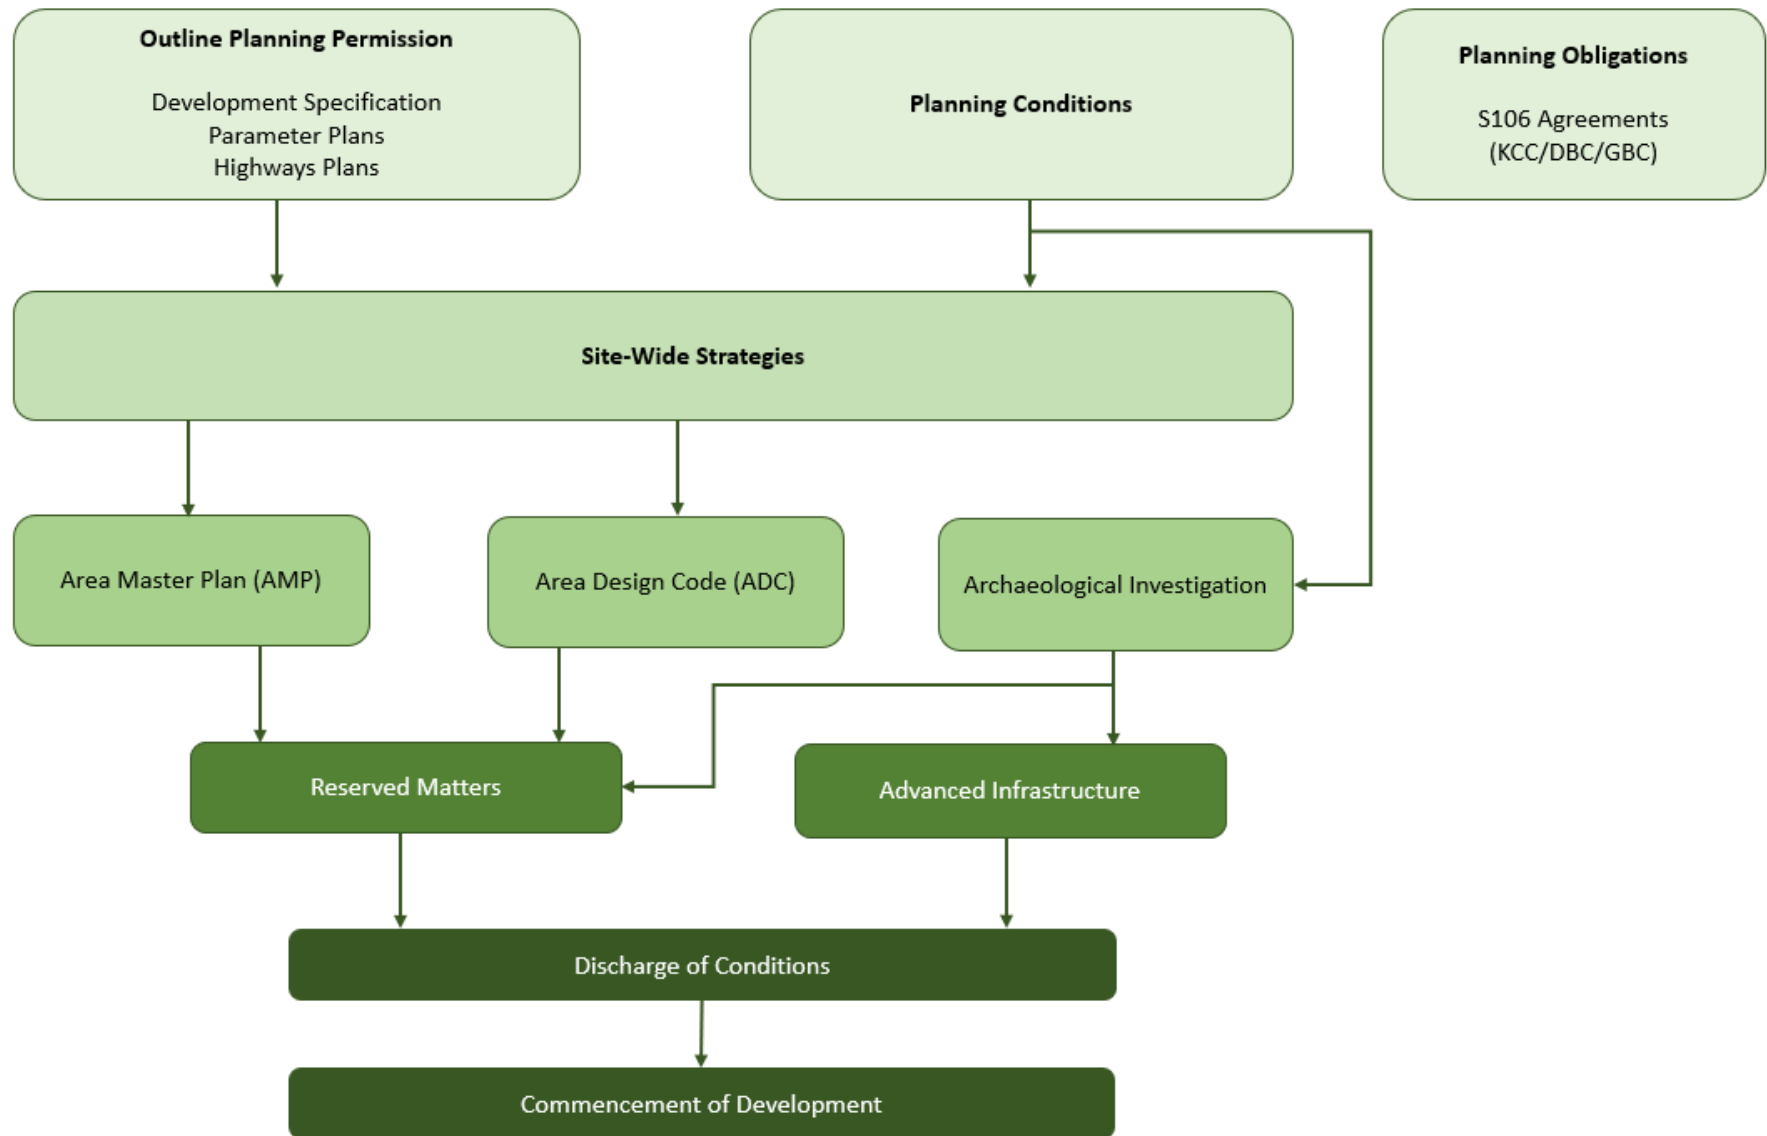 Outline Planning Permission
Development Specification
Parameter Plans
Highways Plans
Planning Conditions
Planning Obligations
S106 Agreements
(KCC/DBC/GBC)
Site-Wide Strategies
Area Master Plan (AMP)
Area Design Code (ADC)
Archaeological Investigation
Reserved Matters
Advanced Infrastructure
Discharge of Conditions
Commencement of Development